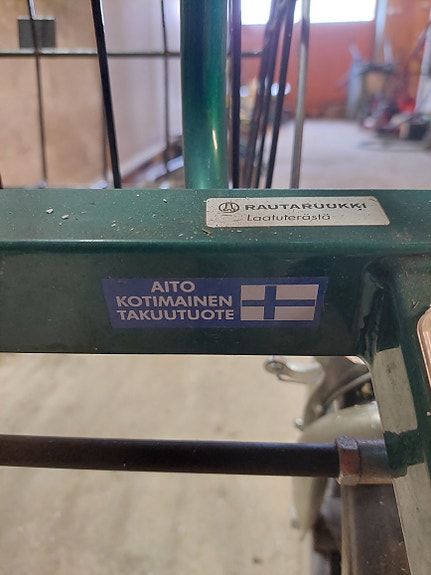 RAUTARUUKKI
Laatuterästä
AITO
KOTIMAINEN
TAKUUTUOTE